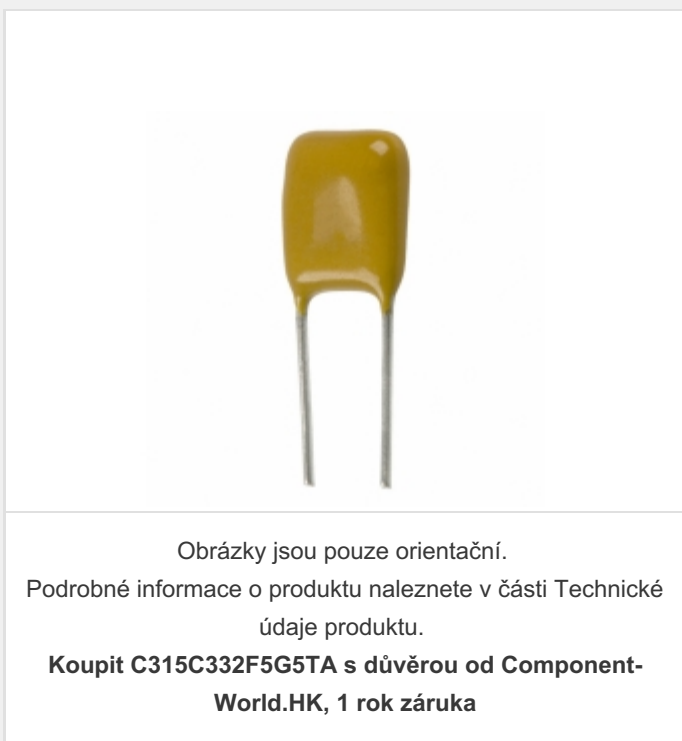 Obrázky jsou pouze orientační.
Podrobné informace o produktu naleznete v části Technické
údaje produktu.
Koupit C315C332F5G5TA s důvěrou od Component-
World.HK, 1 rok záruka